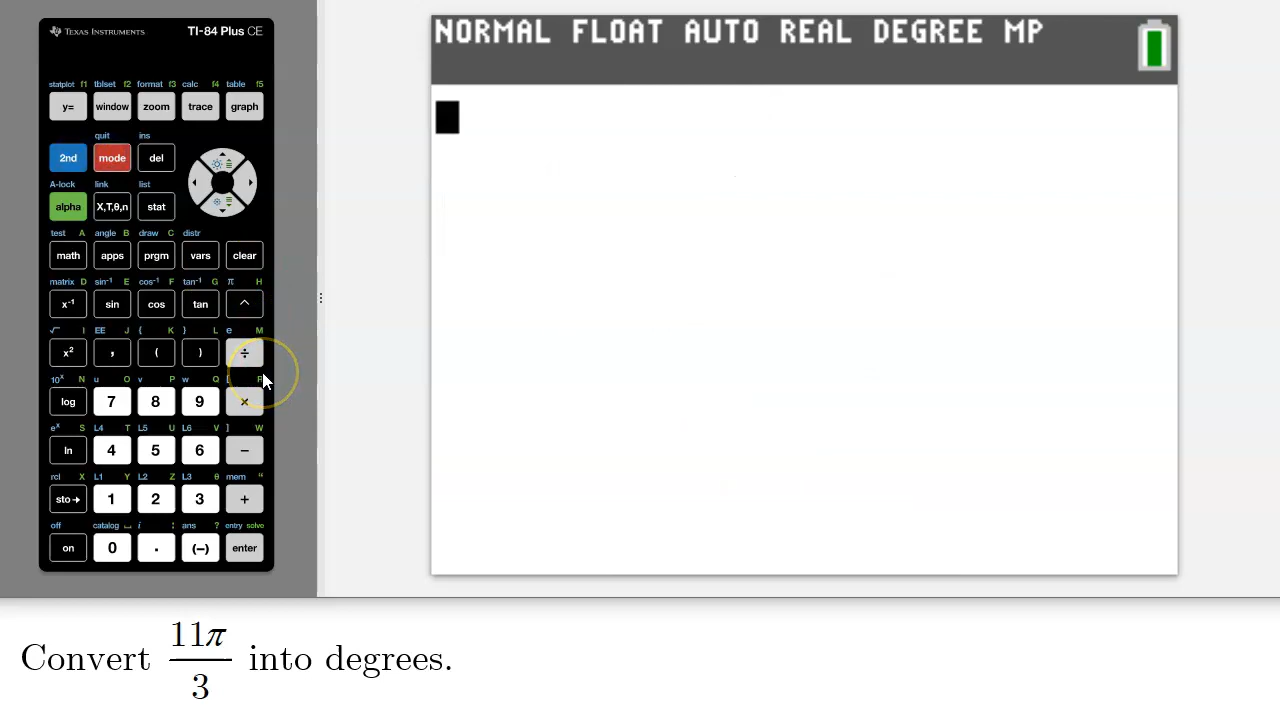 TEXAS INSTRUMENTS TI-84 Plus CE
NORMAL FLOAT AUTO REAL DEGREE MP
statplot f1 tblset f2 format f3 calc f4 table f5
y= window zoom trace graph
quit ins
2nd mode del
A-lock link list
alpha X,T,θ,n stat
test A angle B draw C distr
math apps prgm vars clear
matrix D sin⁻¹ E cos⁻¹ F tan⁻¹ G π H
x⁻¹ sin cos tan ^
√ I EE J { K } L e M
x² , ( ) ÷
10ˣ N u O v P w Q [ R
log 7 8 9 ×
eˣ S L4 T L5 U L6 V ] W
ln 4 5 6 −
rcl X L1 Y L2 Z L3 θ mem "
sto→ 1 2 3 +
off catalog ⎵ i : ans ? entry solve
on 0 . (−) enter
Convert 11π/3 into degrees.